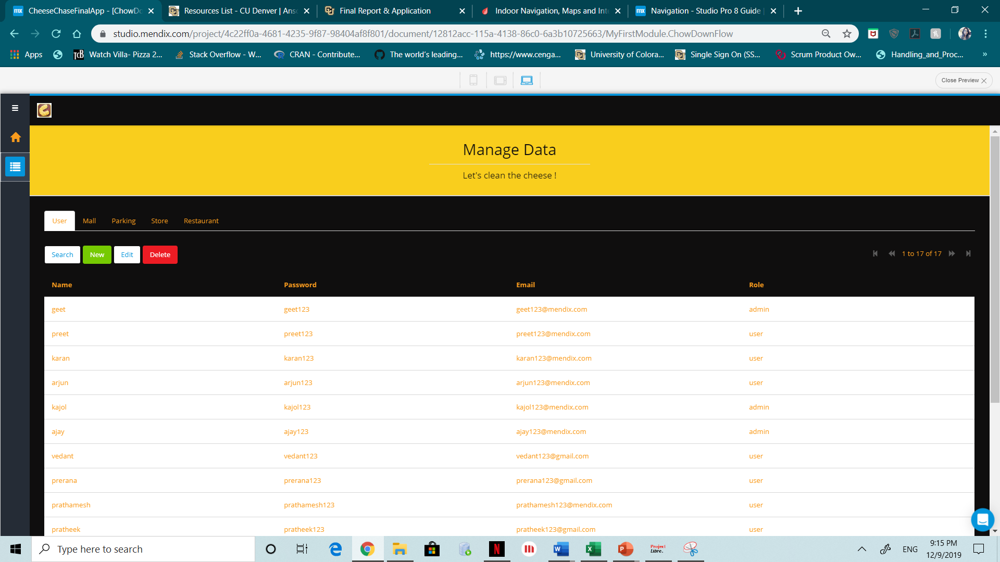 CheeseChaseFinalApp - [ChowDo
Resources List - CU Denver | Ansc
Final Report & Application
Indoor Navigation, Maps and Inte
Navigation - Studio Pro 8 Guide |
studio.mendix.com/project/4c22ff0a-4681-4235-9f87-98404af8f801/document/12812acc-115a-4138-86c0-6a3b10725663/MyFirstModule.ChowDownFlow
Apps
Watch Villa- Pizza 2...
Stack Overflow - W...
CRAN - Contribute...
The world's leading...
https://www.cenga...
University of Colora...
Single Sign On (SS...
Scrum Product Ow...
Handling_and_Proc...
»
Close Preview
Manage Data
Let's clean the cheese !
User Mall Parking Store Restaurant
Search New Edit Delete
1 to 17 of 17
Name Password Email Role
geet geet123 geet123@mendix.com admin
preet preet123 preet123@mendix.com user
karan karan123 karan123@mendix.com user
arjun arjun123 arjun123@mendix.com user
kajol kajol123 kajol123@mendix.com admin
ajay ajay123 ajay123@mendix.com admin
vedant vedant123 vedant123@gmail.com user
prerana prerana123 prerana123@gmail.com user
prathamesh prathamesh123 prathamesh123@mendix.com user
pratheek pratheek123 pratheek123@gmail.com user
Type here to search
Project
Libre.
ENG
9:15 PM
12/9/2019